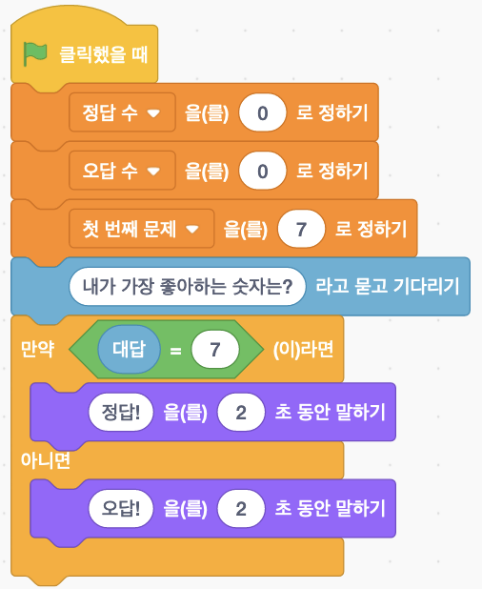 클릭했을 때
정답 수 을(를) 0 로 정하기
오답 수 을(를) 0 로 정하기
첫 번째 문제 을(를) 7 로 정하기
내가 가장 좋아하는 숫자는? 라고 묻고 기다리기
만약 대답 = 7 (이)라면
정답! 을(를) 2 초 동안 말하기
아니면
오답! 을(를) 2 초 동안 말하기